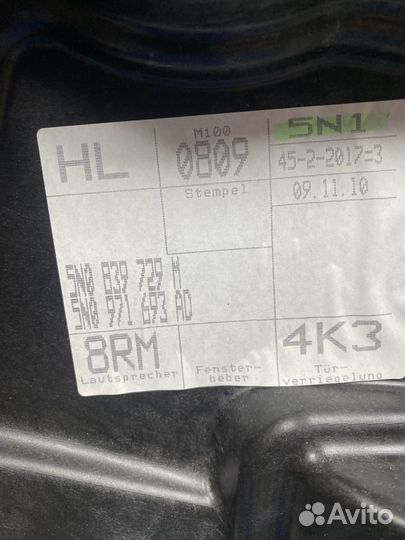 HL
M100
0809
Stempel
5N1
45-2-2017=3
09.11.10
5N0 839 729 M
5N0 971 693 AD
8RM
Lautsprecher
Fenster-
heber
4K3
Tür-
verriegelung
Avito